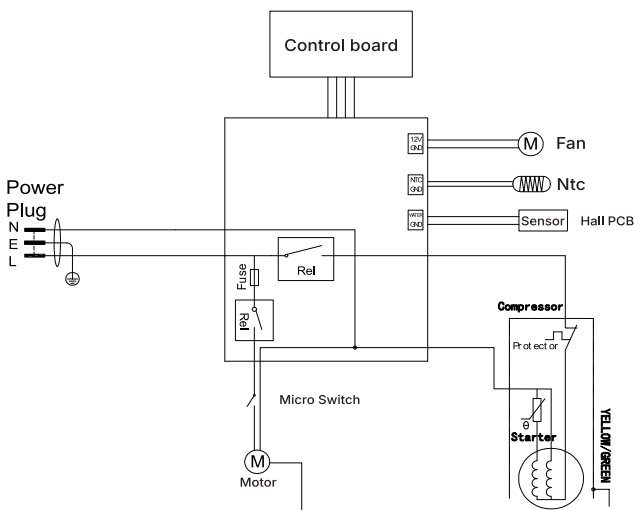 Control board
12V
GND
M
Fan
NTC
GND
Ntc
WATER
GND
Sensor
Hall PCB
Power
Plug
N
E
L
Fuse
Rel
Rel
Compressor
Protector
Micro Switch
θ
Starter
YELLOW/GREEN
M
Motor